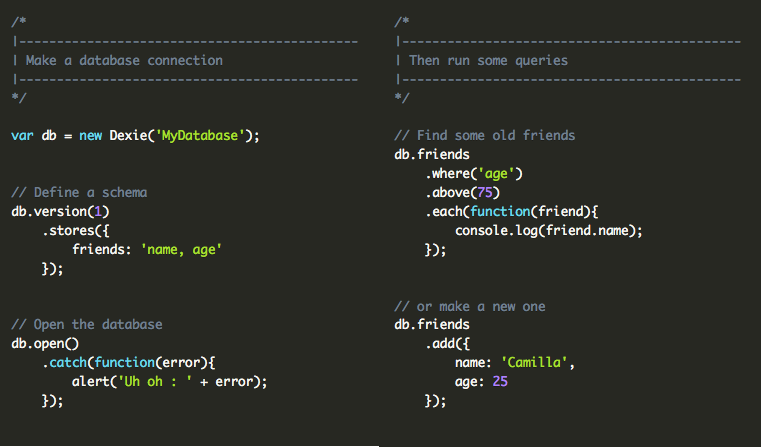 /*
|---------------------------------------------
| Make a database connection
|---------------------------------------------
*/
var db = new Dexie('MyDatabase');
// Define a schema
db.version(1)
    .stores({
        friends: 'name, age'
    });
// Open the database
db.open()
    .catch(function(error){
        alert('Uh oh : ' + error);
    });
/*
|---------------------------------------------
| Then run some queries
|---------------------------------------------
*/
// Find some old friends
db.friends
    .where('age')
    .above(75)
    .each(function(friend){
        console.log(friend.name);
    });
// or make a new one
db.friends
    .add({
        name: 'Camilla',
        age: 25
    });